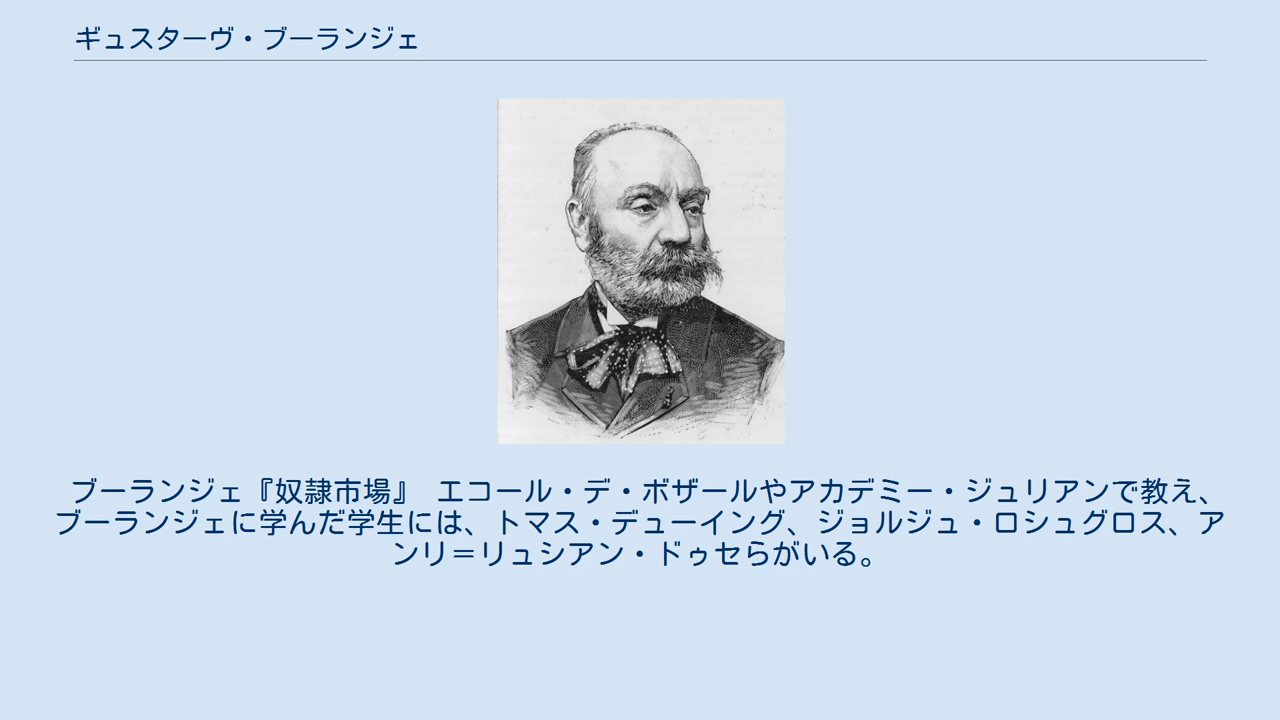 ギュスターヴ・ブーランジェ
ブーランジェ『奴隷市場』 エコール・デ・ボザールやアカデミー・ジュリアンで教え、
ブーランジェに学んだ学生には、トマス・デューイング、ジョルジュ・ロシュグロス、ア
ンリ＝リュシアン・ドゥセらがいる。